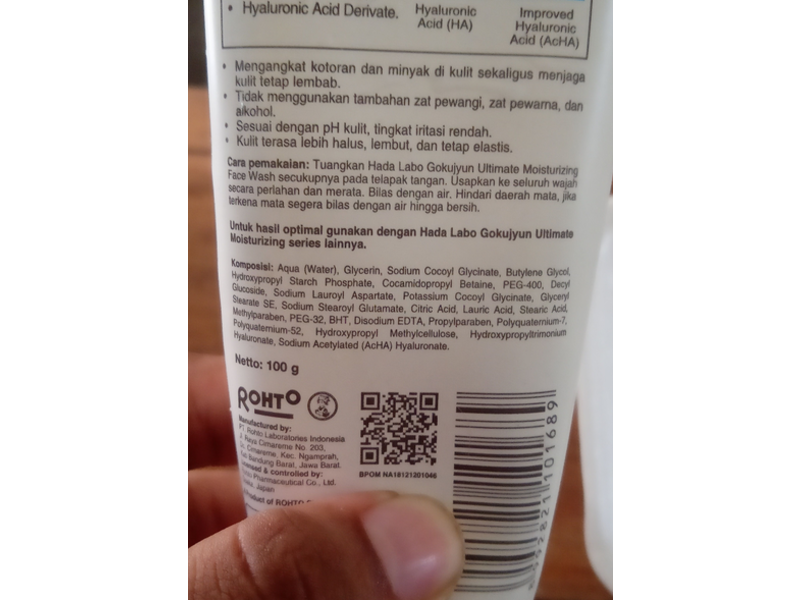 • Hyaluronic Acid Derivate.
Hyaluronic
Acid (HA)
Improved
Hyaluronic
Acid (AcHA)
• Mengangkat kotoran dan minyak di kulit sekaligus menjaga
kulit tetap lembab.
• Tidak menggunakan tambahan zat pewangi, zat pewarna, dan
alkohol.
• Sesuai dengan pH kulit, tingkat iritasi rendah.
• Kulit terasa lebih halus, lembut, dan tetap elastis.
Cara pemakaian: Tuangkan Hada Labo Gokujyun Ultimate Moisturizing
Face Wash secukupnya pada telapak tangan. Usapkan ke seluruh wajah
secara perlahan dan merata. Bilas dengan air. Hindari daerah mata, jika
terkena mata segera bilas dengan air hingga bersih.
Untuk hasil optimal gunakan dengan Hada Labo Gokujyun Ultimate
Moisturizing series lainnya.
Komposisi: Aqua (Water), Glycerin, Sodium Cocoyl Glycinate, Butylene Glycol,
Hydroxypropyl Starch Phosphate, Cocamidopropyl Betaine, PEG-400, Decyl
Glucoside, Sodium Lauroyl Aspartate, Potassium Cocoyl Glycinate, Glyceryl
Stearate SE, Sodium Stearoyl Glutamate, Citric Acid, Lauric Acid, Stearic Acid,
Methylparaben, PEG-32, BHT, Disodium EDTA, Propylparaben, Polyquaternium-7,
Polyquaternium-52, Hydroxypropyl Methylcellulose, Hydroxypropyltrimonium
Hyaluronate, Sodium Acetylated (AcHA) Hyaluronate.
Netto: 100 g
ROHTO
Manufactured by:
PT. Rohto Laboratories Indonesia
Jl. Raya Cimareme No. 203,
Cimareme. Kec. Ngamprah,
Kab Bandung Barat, Jawa Barat.
& controlled by:
Pharmaceutical Co., Ltd.
Japan
of ROHTO
BPOM NA18121201046
101689